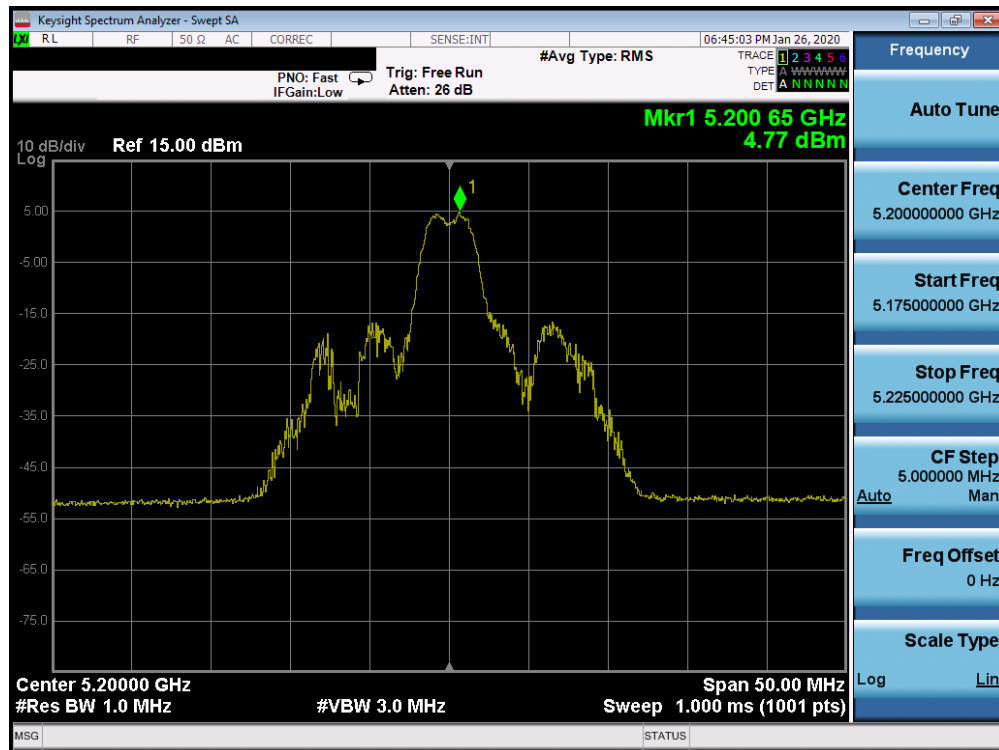 Keysight Spectrum Analyzer - Swept SA
LXI RL RF 50 Ω AC CORREC SENSE:INT 06:45:03 PM Jan 26, 2020
#Avg Type: RMS TRACE 1 2 3 4 5 6
PNO: Fast Trig: Free Run TYPE A WWWWW
IFGain:Low Atten: 26 dB DET A N N N N N
Mkr1 5.200 65 GHz
4.77 dBm
10 dB/div Ref 15.00 dBm
Log
1
5.00
-5.00
-15.0
-25.0
-35.0
-45.0
-55.0
-65.0
-75.0
Center 5.20000 GHz Span 50.00 MHz
#Res BW 1.0 MHz #VBW 3.0 MHz Sweep 1.000 ms (1001 pts)
MSG STATUS
Frequency
Auto Tune
Center Freq
5.200000000 GHz
Start Freq
5.175000000 GHz
Stop Freq
5.225000000 GHz
CF Step
5.000000 MHz
Auto Man
Freq Offset
0 Hz
Scale Type
Log Lin